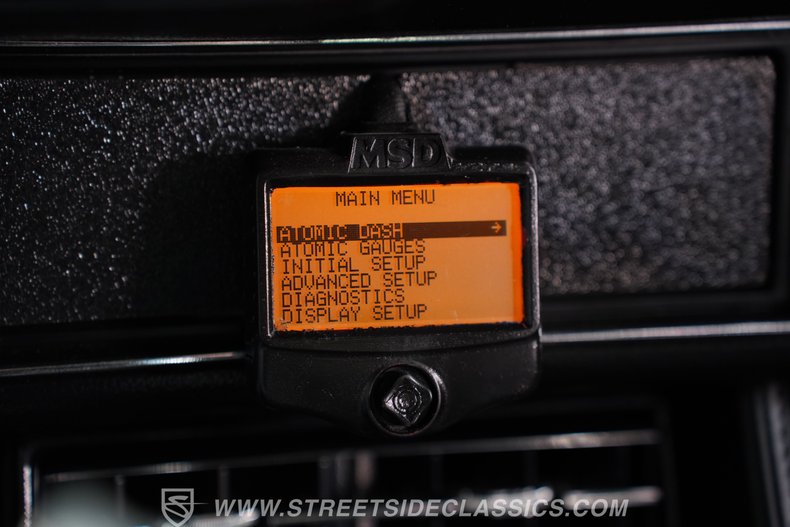 MSD
MAIN MENU
ATOMIC DASH →
ATOMIC GAUGES
INITIAL SETUP
ADVANCED SETUP
DIAGNOSTICS
DISPLAY SETUP
WWW.STREETSIDECLASSICS.COM